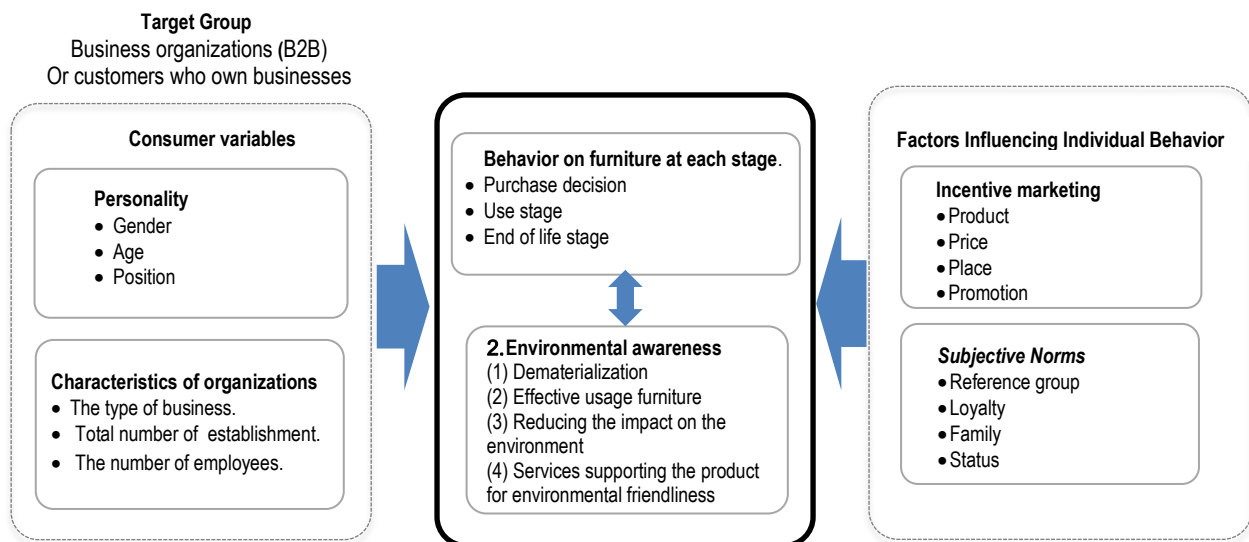 Target Group
Business organizations (B2B)
Or customers who own businesses
Consumer variables
Personality
• Gender
• Age
• Position
Characteristics of organizations
• The type of business.
• Total number of establishment.
• The number of employees.
Behavior on furniture at each stage.
• Purchase decision
• Use stage
• End of life stage
2.Environmental awareness
(1) Dematerialization
(2) Effective usage furniture
(3) Reducing the impact on the
environment
(4) Services supporting the product
for environmental friendliness
Factors Influencing Individual Behavior
Incentive marketing
• Product
• Price
• Place
• Promotion
Subjective Norms
• Reference group
• Loyalty
• Family
• Status